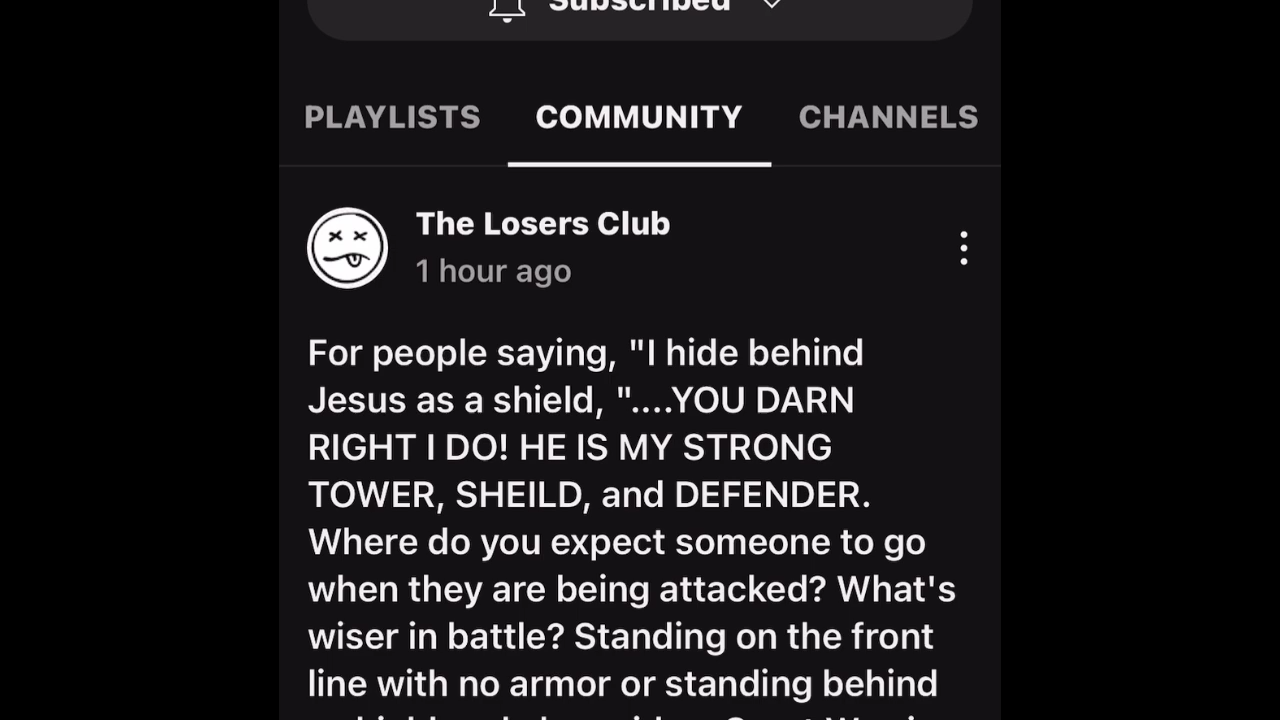 Subscribed
PLAYLISTS COMMUNITY CHANNELS
The Losers Club
1 hour ago
For people saying, "I hide behind
Jesus as a shield, "....YOU DARN
RIGHT I DO! HE IS MY STRONG
TOWER, SHEILD, and DEFENDER.
Where do you expect someone to go
when they are being attacked? What's
wiser in battle? Standing on the front
line with no armor or standing behind